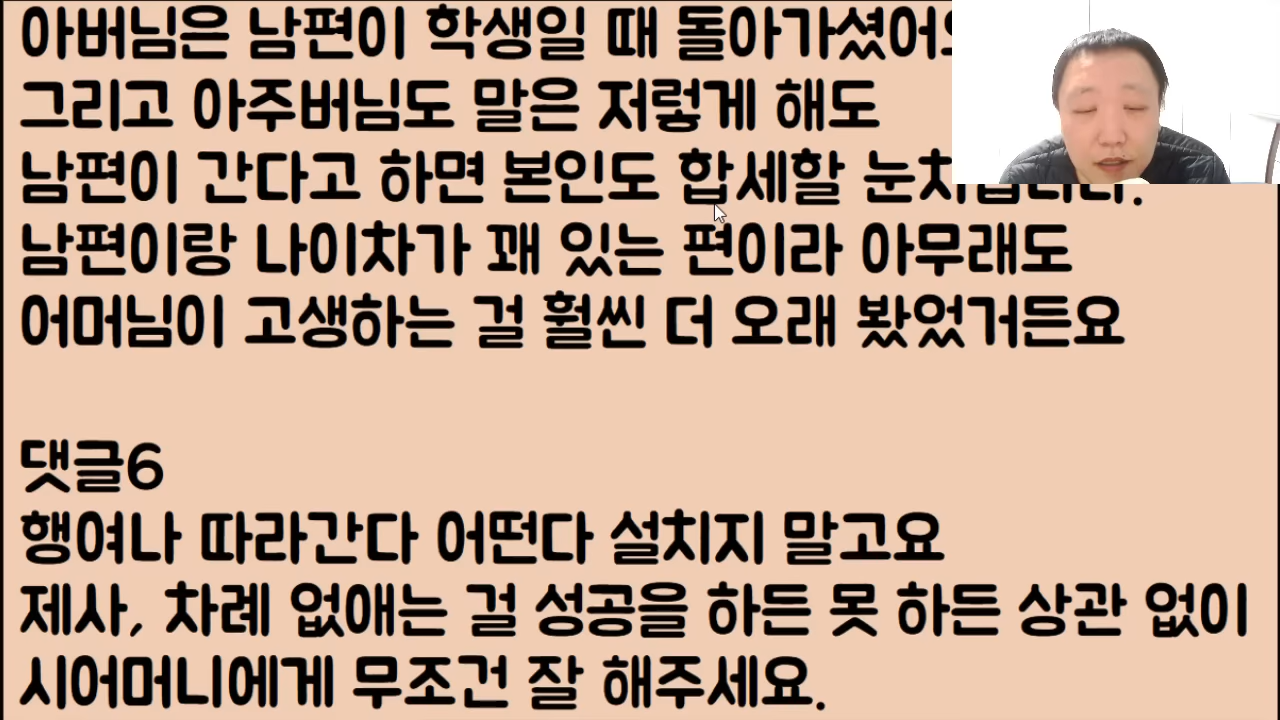 아버님은 남편이 학생일 때 돌아가셨어
그리고 아주버님도 말은 저렇게 해도
남편이 간다고 하면 본인도 합세할
남편이랑 나이차가 꽤 있는 편이라 아무래도
어머님이 고생하는 걸 훨씬 더 오래 봤었거든요
댓글6
행여나 따라간다 어떤다 설치지 말고요
제사, 차례 없애는 걸 성공을 하든 못 하든 상관 없이
시어머니에게 무조건 잘 해주세요.